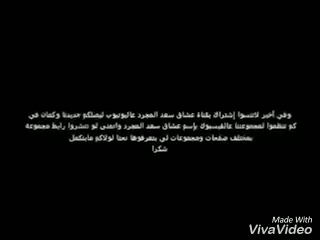 وفي أخير لاتنسوا إشتراك بقناة عشاق سعد المجرد عاليوتيوب ليصلكم جديدنا وكمان في
كم تنظموا لمجموعتنا عالفيسبوك بإسم عشاق سعد المجرد واتمنى لو تنشروا رابط مجموعة
بمختلف صفحات ومجموعات لي بتعرفوها نحنا لولاكم مابنكمل
شكرا
Made With
VivaVideo